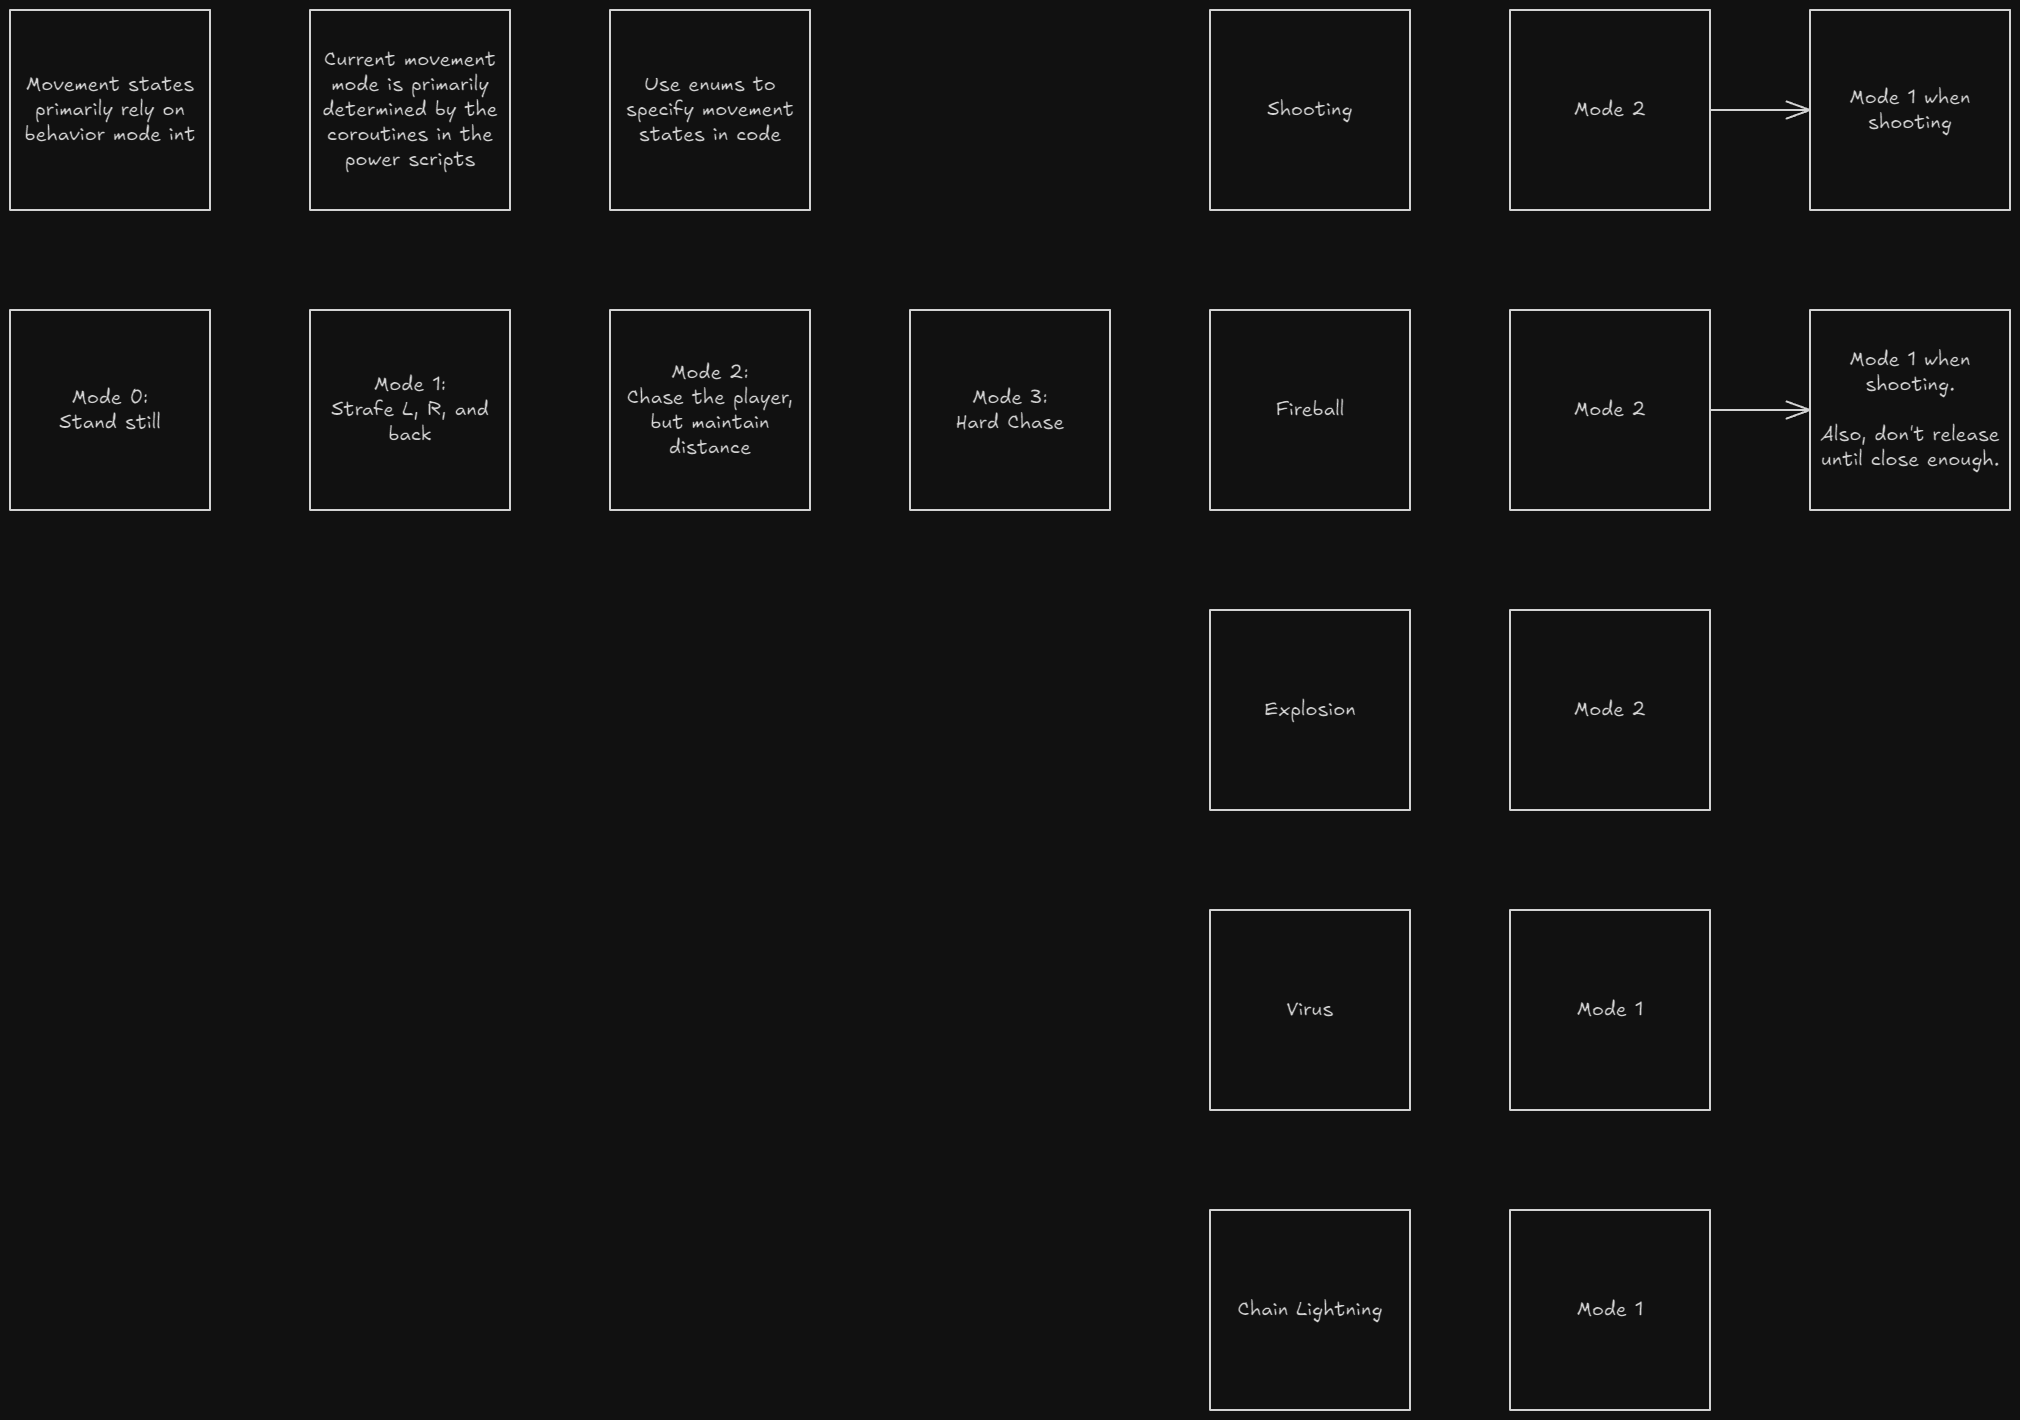 Movement states
primarily rely on
behavior mode int
Current movement
mode is primarily
determined by the
coroutines in the
power scripts
Use enums to
specify movement
states in code
Shooting
Mode 2
Mode 1 when
shooting
Mode 0:
Stand still
Mode 1:
Strafe L, R, and
back
Mode 2:
Chase the player,
but maintain
distance
Mode 3:
Hard Chase
Fireball
Mode 2
Mode 1 when
shooting.
Also, don't release
until close enough.
Explosion
Mode 2
Virus
Mode 1
Chain Lightning
Mode 1